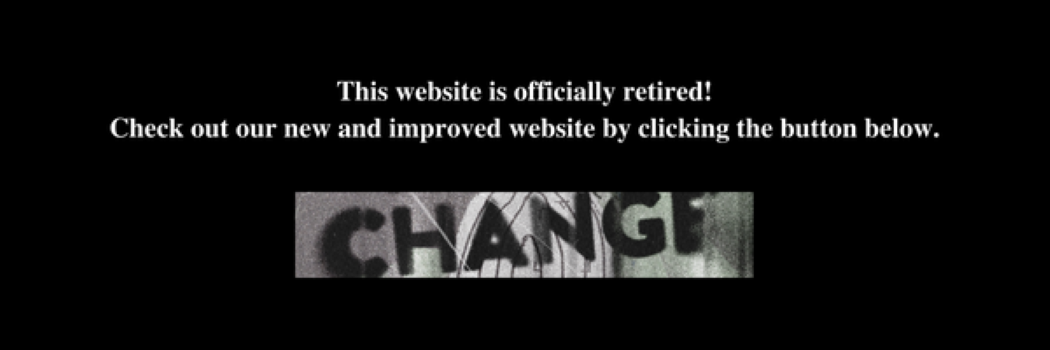 This website is officially retired!
Check out our new and improved website by clicking the button below.
CHANGE